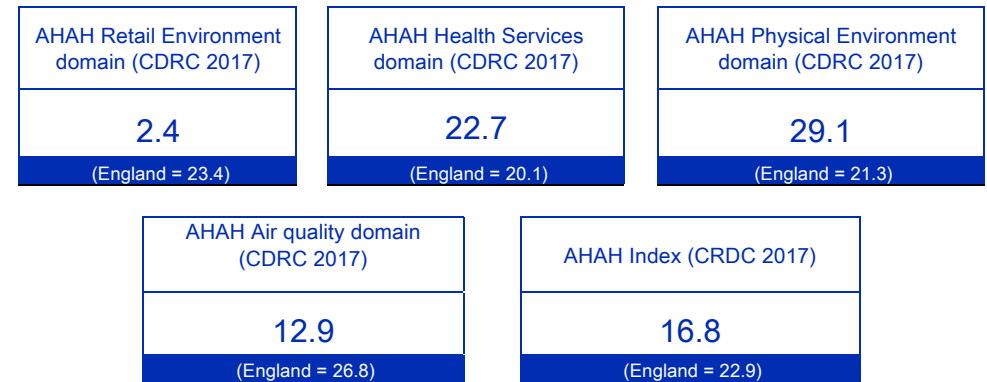 AHAH Retail Environment
domain (CDRC 2017)
2.4
(England = 23.4)
AHAH Health Services
domain (CDRC 2017)
22.7
(England = 20.1)
AHAH Physical Environment
domain (CDRC 2017)
29.1
(England = 21.3)
AHAH Air quality domain
(CDRC 2017)
12.9
(England = 26.8)
AHAH Index (CRDC 2017)
16.8
(England = 22.9)